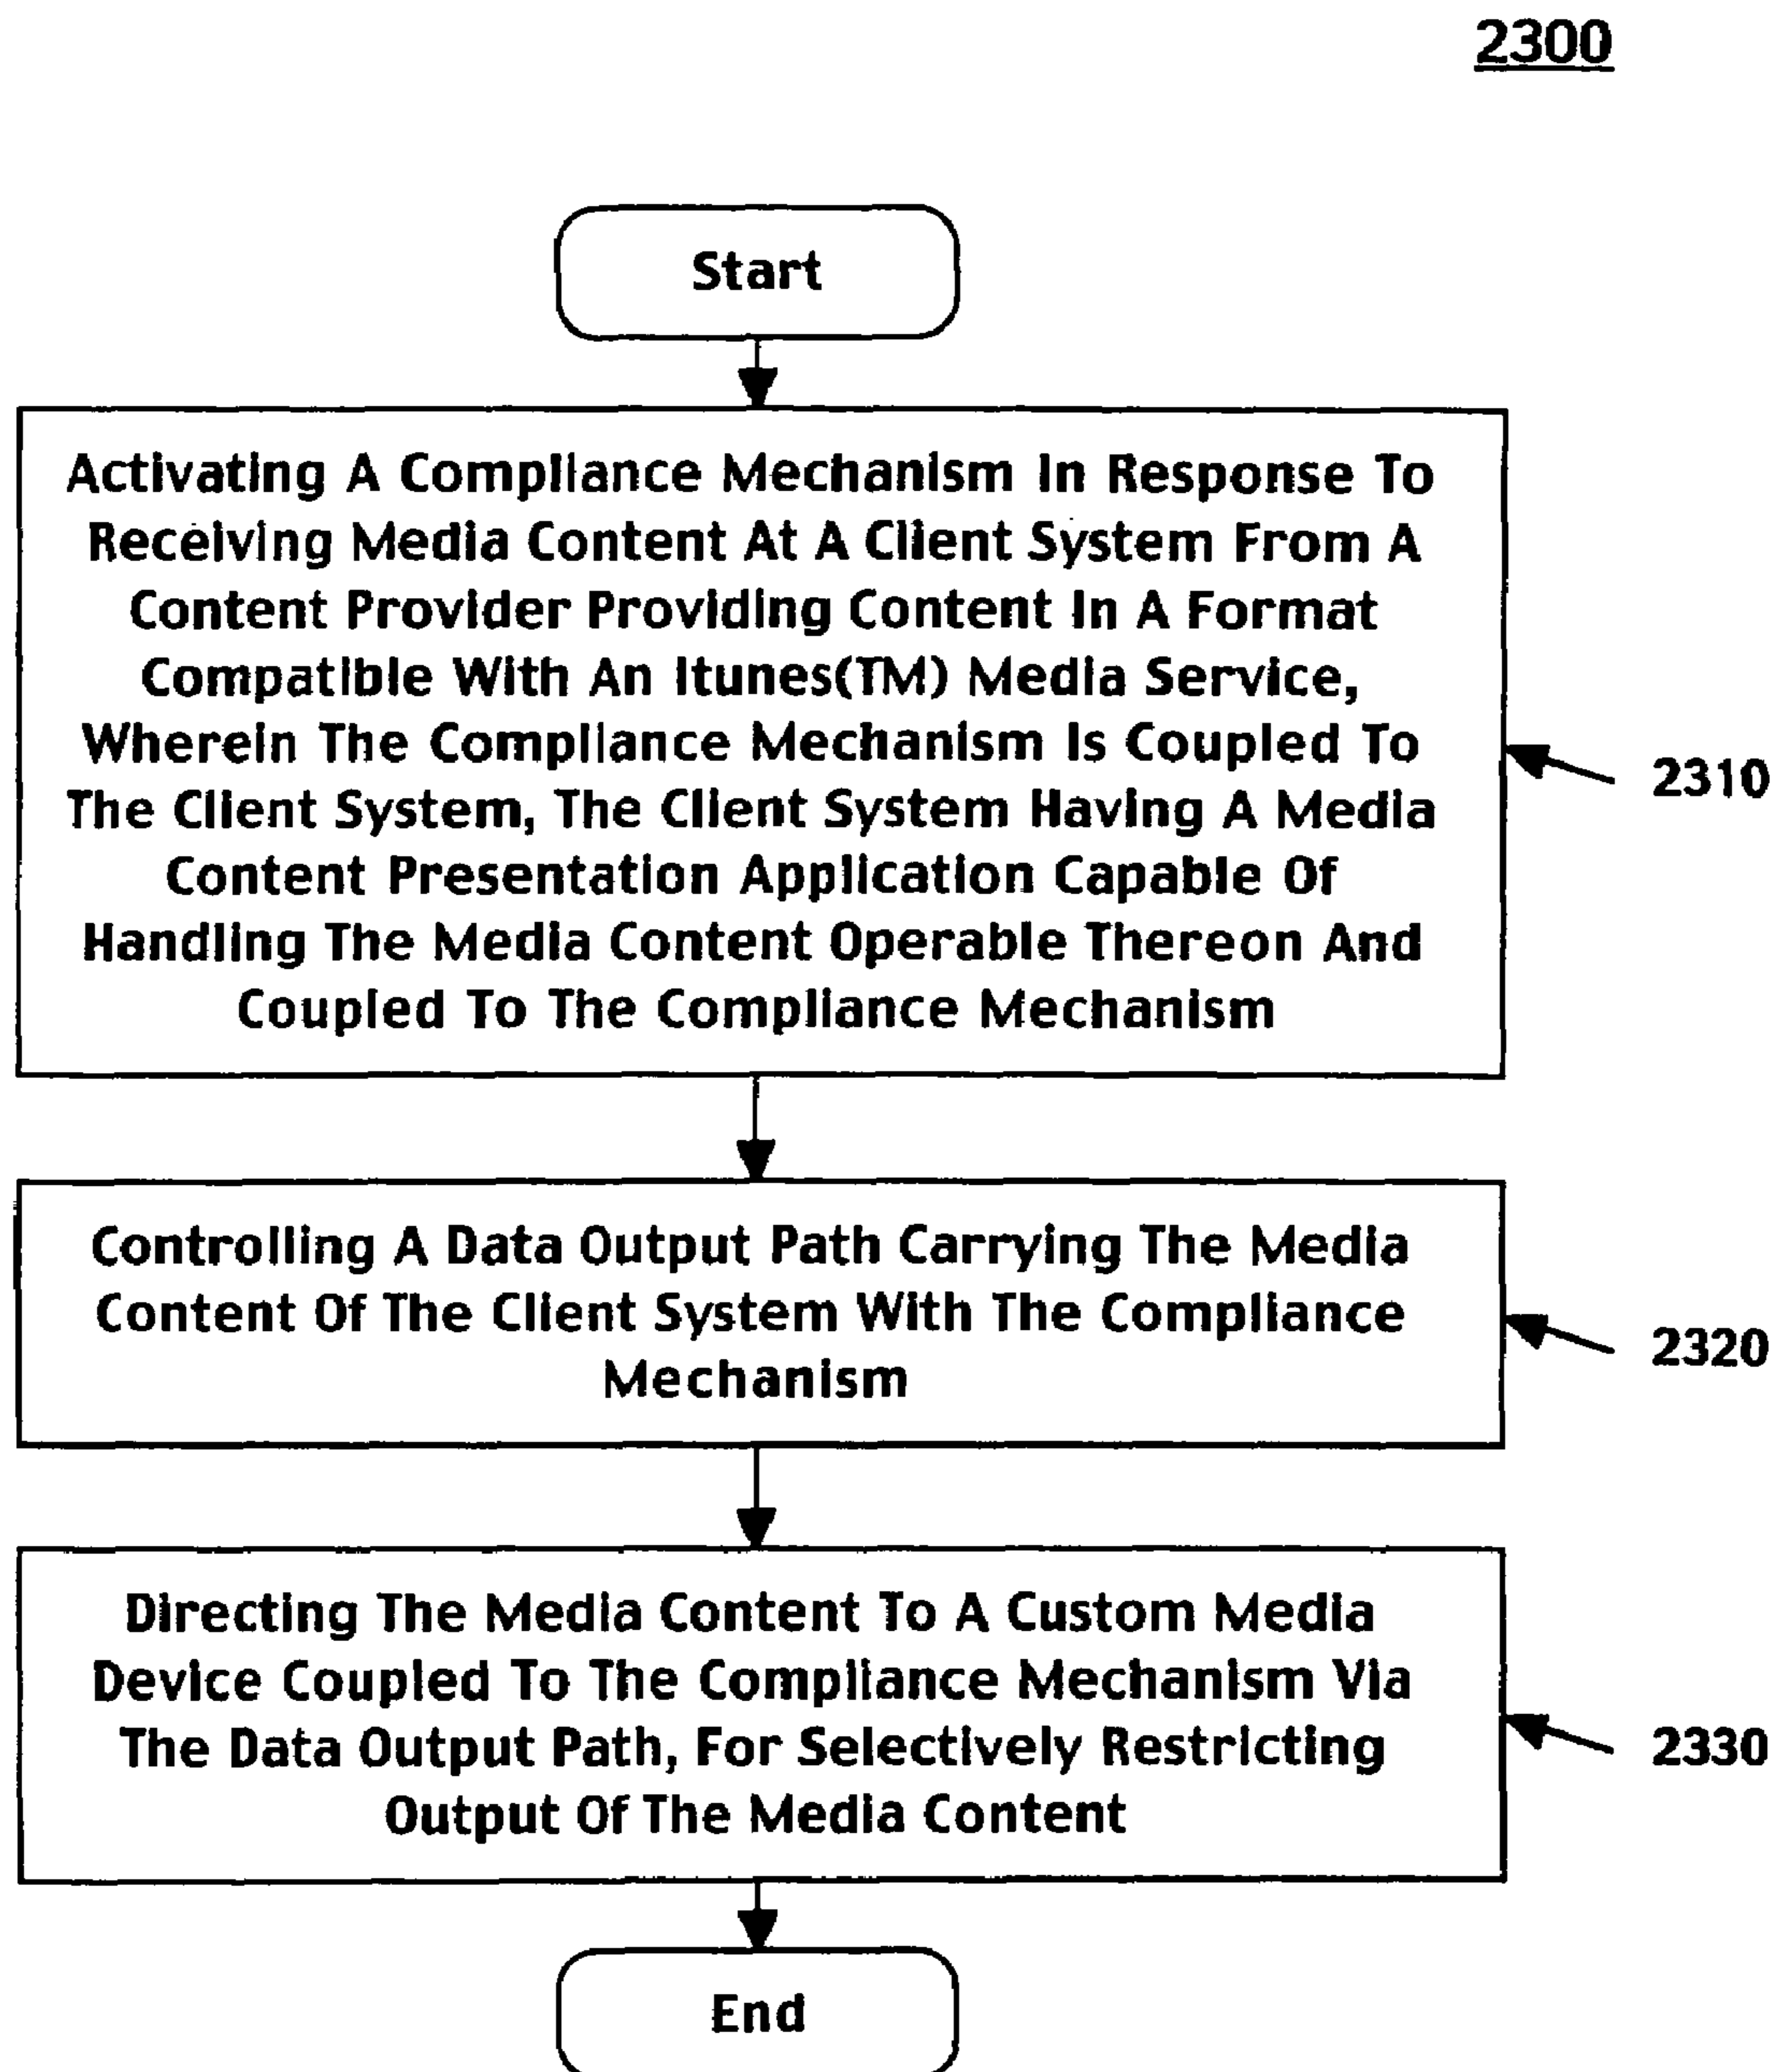 2300
Start
Activating A Compliance Mechanism In Response To
Receiving Media Content At A Client System From A
Content Provider Providing Content In A Format
Compatible With An Itunes(TM) Media Service,
Wherein The Compliance Mechanism Is Coupled To
The Client System, The Client System Having A Media
Content Presentation Application Capable Of
Handling The Media Content Operable Thereon And
Coupled To The Compliance Mechanism
2310
Controlling A Data Output Path Carrying The Media
Content Of The Client System With The Compliance
Mechanism
2320
Directing The Media Content To A Custom Media
Device Coupled To The Compliance Mechanism Via
The Data Output Path, For Selectively Restricting
Output Of The Media Content
2330
End